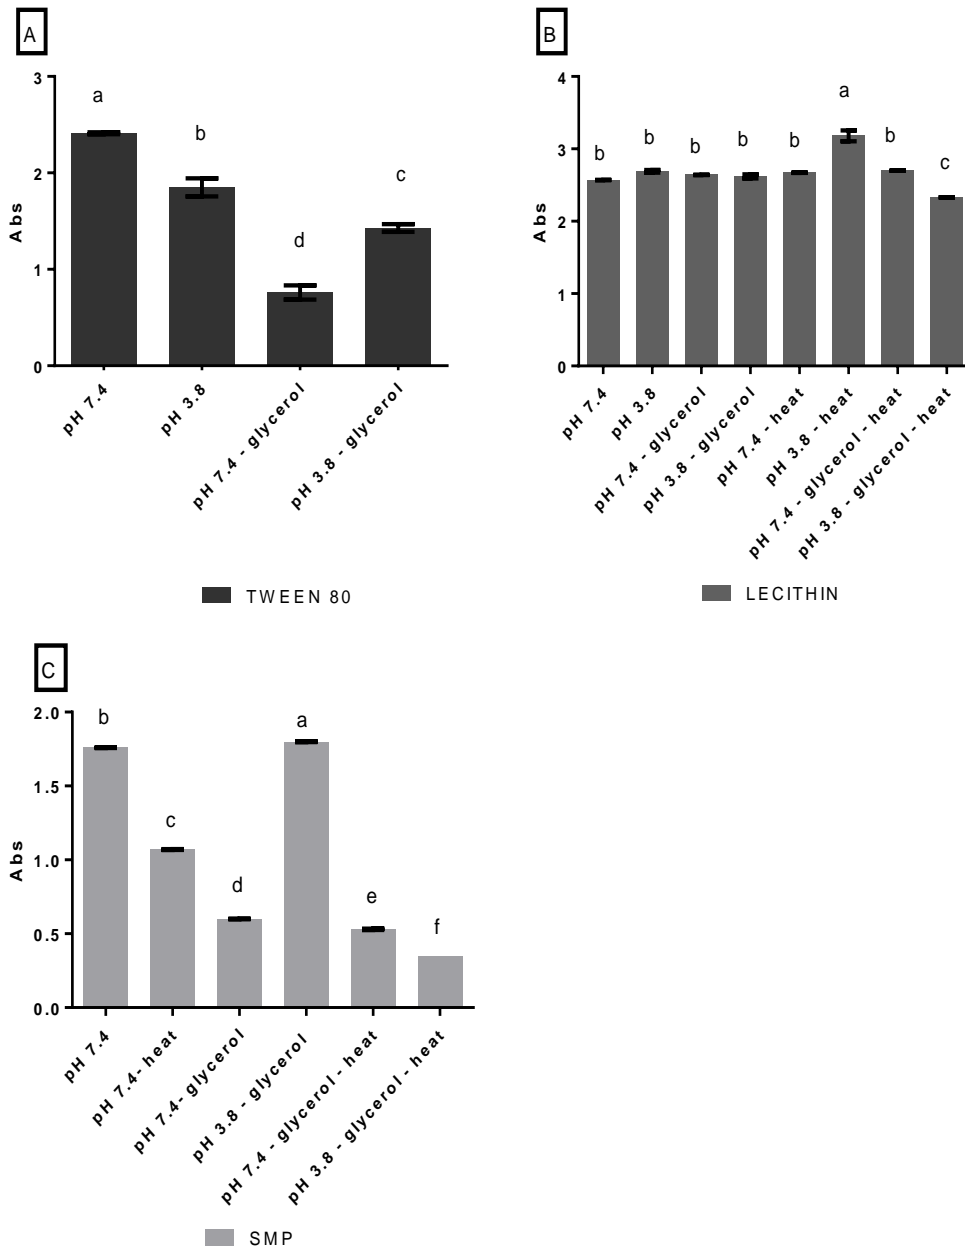 A
3
2
1
0
Abs
a
b
d
c
pH 7.4
pH 3.8
pH 7.4 - glycerol
pH 3.8 - glycerol
TWEEN 80
B
4
3
2
1
0
Abs
b
b
b
b
b
a
b
c
pH 7.4
pH 3.8
pH 7.4 - glycerol
pH 3.8 - glycerol
pH 7.4 - heat
pH 3.8 - heat
pH 7.4 - glycerol - heat
pH 3.8 - glycerol - heat
LECITHIN
C
2.0
1.5
1.0
0.5
0.0
Abs
b
c
d
a
e
f
pH 7.4
pH 7.4- heat
pH 7.4- glycerol
pH 3.8 - glycerol
pH 7.4 - glycerol - heat
pH 3.8 - glycerol - heat
SMP